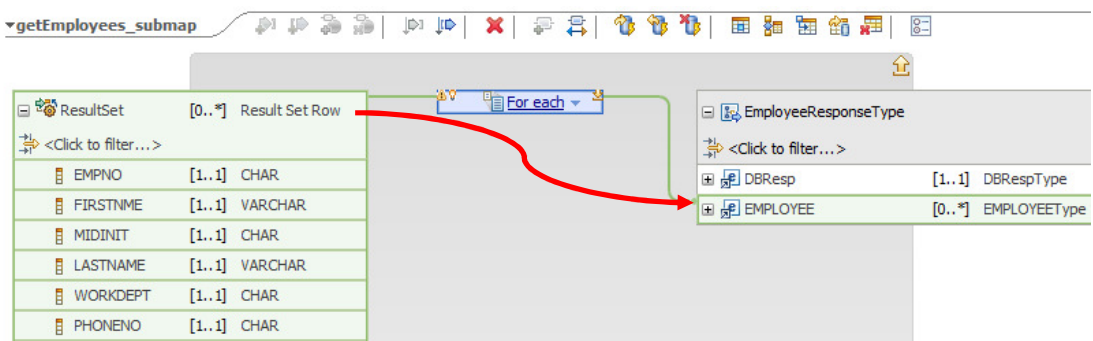 getEmployees_submap
For each
ResultSet [0..*] Result Set Row
<Click to filter...>
EMPNO [1..1] CHAR
FIRSTNME [1..1] VARCHAR
MIDINIT [1..1] CHAR
LASTNAME [1..1] VARCHAR
WORKDEPT [1..1] CHAR
PHONENO [1..1] CHAR
EmployeeResponseType
<Click to filter...>
DBResp [1..1] DBRespType
EMPLOYEE [0..*] EMPLOYEEType